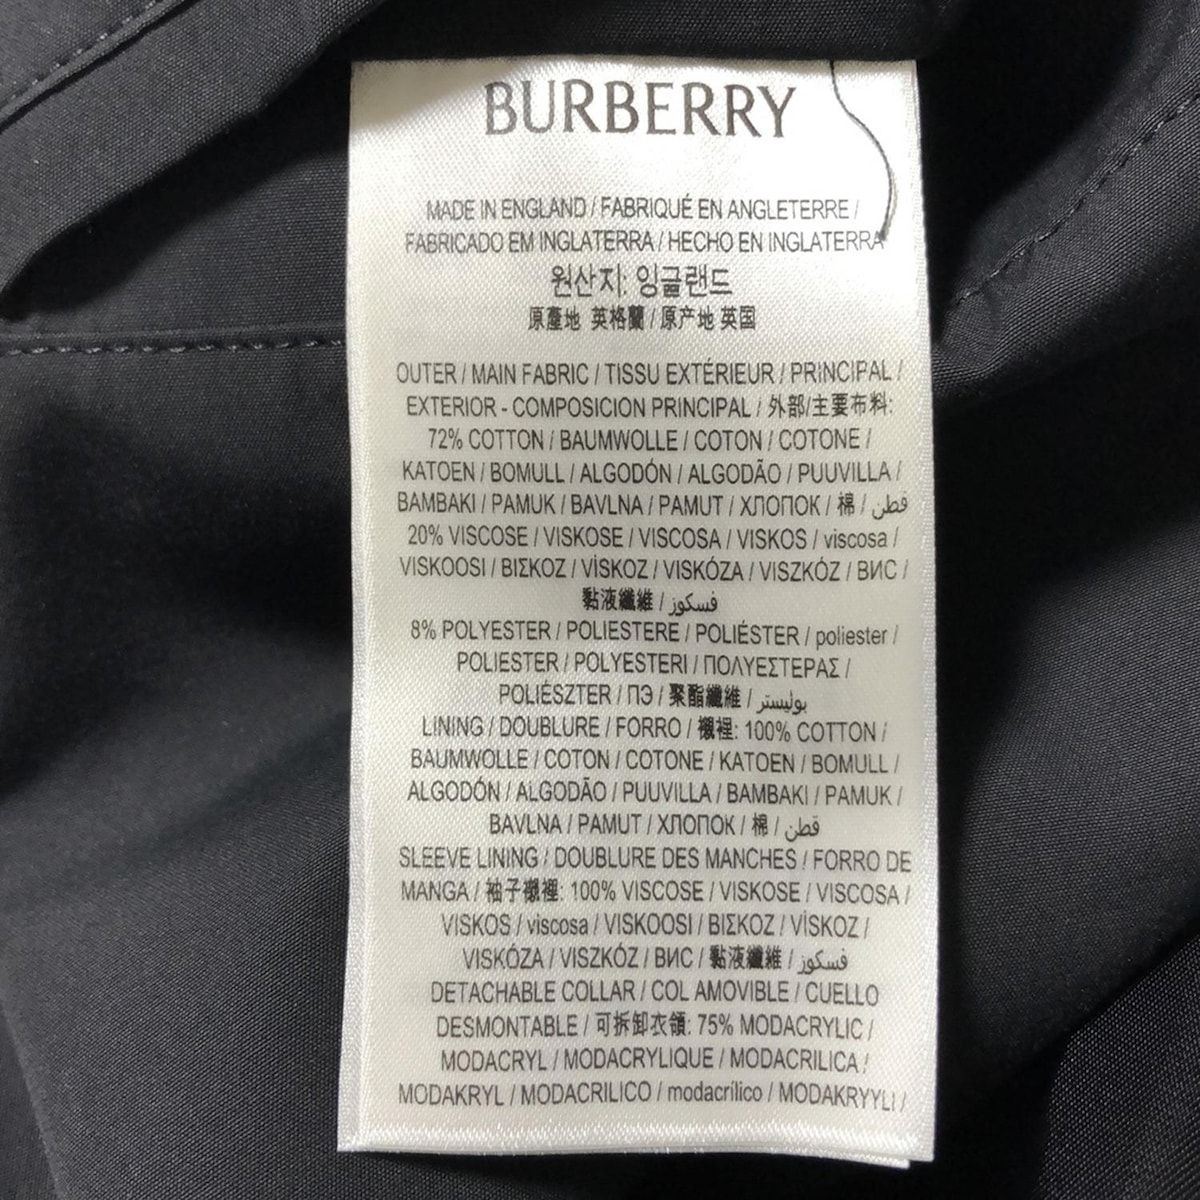 BURBERRY
MADE IN ENGLAND / FABRIQUÉ EN ANGLETERRE /
FABRICADO EM INGLATERRA / HECHO EN INGLATERRA
원산지: 잉글랜드
原產地 英格蘭 / 原产地 英国
OUTER / MAIN FABRIC / TISSU EXTÉRIEUR / PRINCIPAL /
EXTERIOR - COMPOSICION PRINCIPAL / 外部/主要布料:
72% COTTON / BAUMWOLLE / COTON / COTONE /
KATOEN / BOMULL / ALGODÓN / ALGODÃO / PUUVILLA /
BAMBAKI / PAMUK / BAVLNA / PAMUT / ХЛОПОК / 棉 / قطن
20% VISCOSE / VISKOSE / VISCOSA / VISKOS / viscosa /
VISKOOSI / ΒΙΣΚΟΖ / VİSKOZ / VISKÓZA / VISZKÓZ / ВИС /
黏液纖維 / فسكوز
8% POLYESTER / POLIESTERE / POLIÉSTER / poliester /
POLIESTER / POLYESTERI / ΠΟΛΥΕΣΤΕΡΑΣ /
POLIÉSZTER / ПЭ / 聚酯纖維 / بوليستر
LINING / DOUBLURE / FORRO / 襯裡: 100% COTTON /
BAUMWOLLE / COTON / COTONE / KATOEN / BOMULL /
ALGODÓN / ALGODÃO / PUUVILLA / BAMBAKI / PAMUK /
BAVLNA / PAMUT / ХЛОПОК / 棉 / قطن
SLEEVE LINING / DOUBLURE DES MANCHES / FORRO DE
MANGA / 袖子襯裡: 100% VISCOSE / VISKOSE / VISCOSA /
VISKOS / viscosa / VISKOOSI / ΒΙΣΚΟΖ / VİSKOZ /
VISKÓZA / VISZKÓZ / ВИС / 黏液纖維 / فسكوز
DETACHABLE COLLAR / COL AMOVIBLE / CUELLO
DESMONTABLE / 可拆卸衣領: 75% MODACRYLIC /
MODACRYL / MODACRYLIQUE / MODACRILICA /
MODAKRYL / MODACRILICO / modacrílico / MODAKRYYLI /